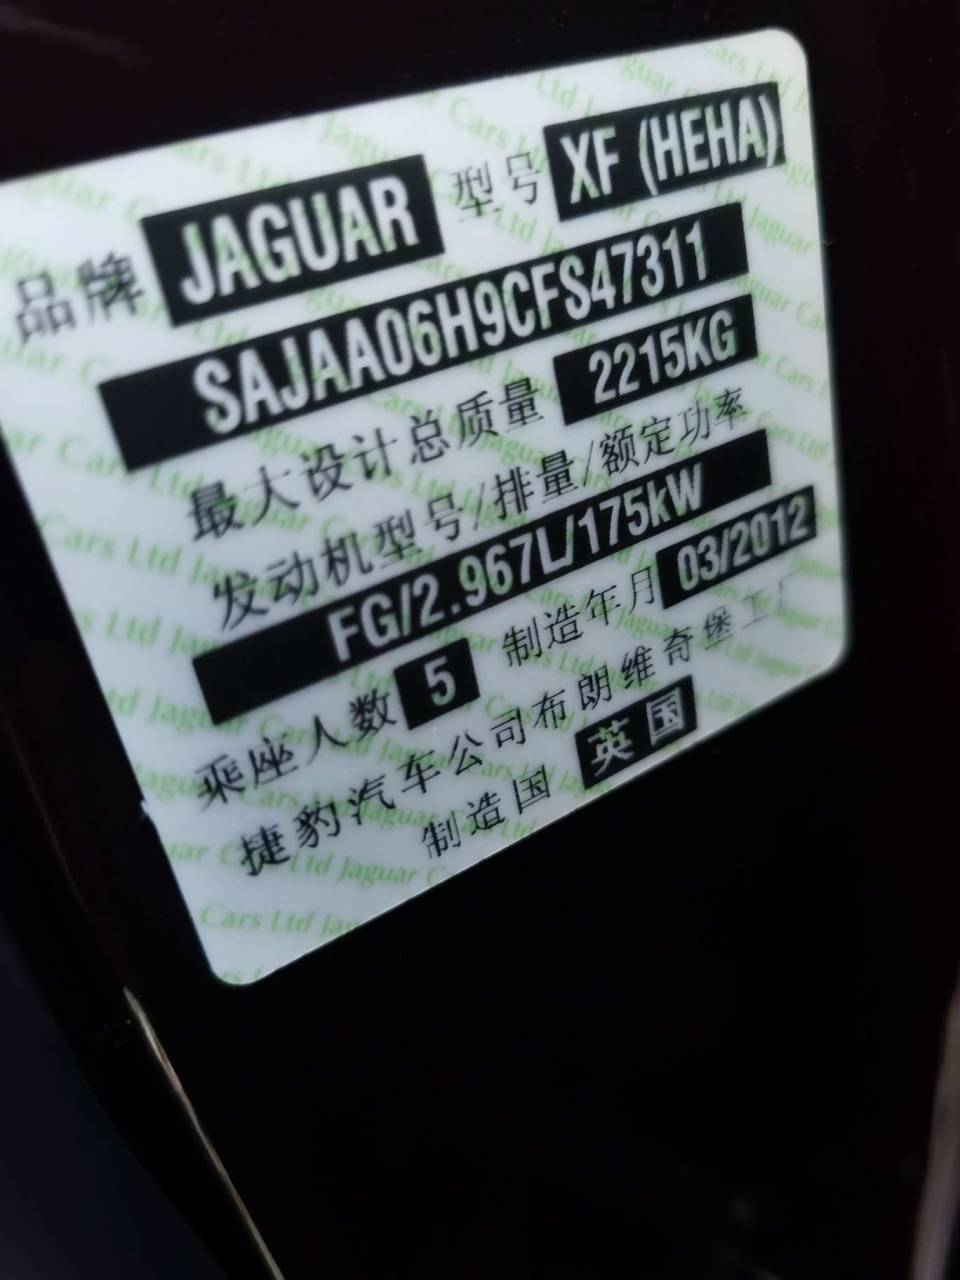 品牌 JAGUAR 型号 XF (HEHA)
SAJAA06H9CFS47311
最大设计总质量 2215KG
发动机型号/排量/额定功率
FG/2.967L/175kW
乘座人数 5 制造年月 03/2012
捷豹汽车公司布朗维奇堡工厂
制造国 英国